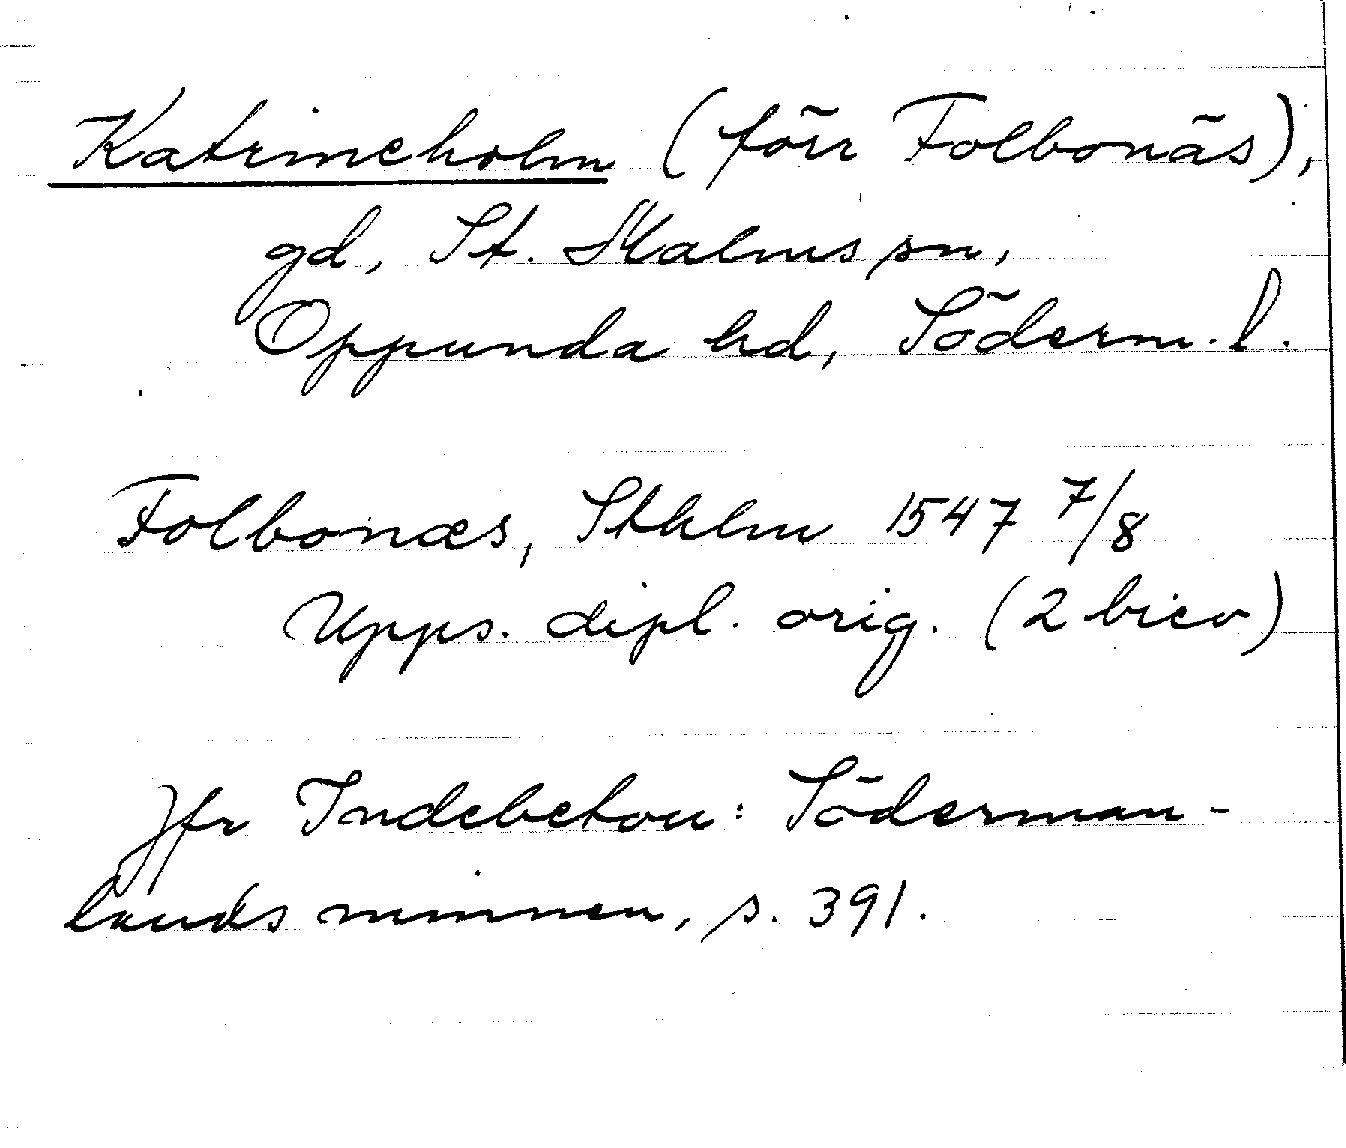 Katrineholm (förr Folbonäs),
gd, St. Malms sn,
Oppunda hd, Söderm. l.
Folbonæs, Sthlm 1547 7/8
Upps. dipl. orig. (2 brev)
Jfr Indebetou: Söderman-
lands minnen, s. 391.